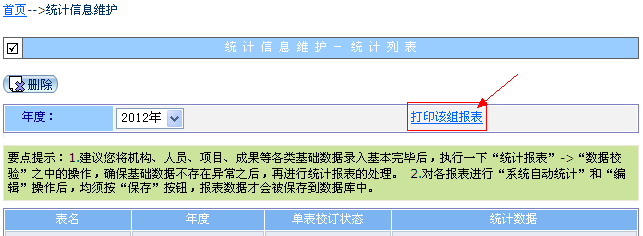 首页-->统计信息维护
统计信息维护－统计列表
删除
年度： 2012年 打印该组报表
要点提示：1.建议您将机构、人员、项目、成果等各类基础数据录入基本完毕后，执行一下“统计报表”->“数据校
验”之中的操作，确保基础数据不存在异常之后，再进行统计报表的处理。 2.对各报表进行“系统自动统计”和“编
辑”操作后，均须按“保存”按钮，报表数据才会被保存到数据库中。
表名 年度 单表校订状态 统计数据